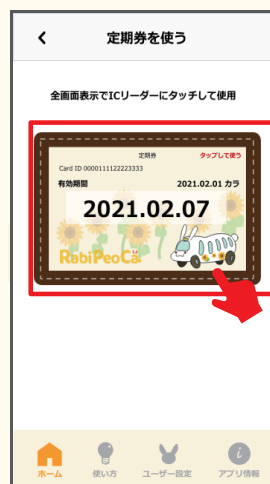 定期券を使う
全画面表示でICリーダーにタッチして使用
定期券 タップして使う
Card ID 0000111122223333
有効期間 2021.02.01 カラ
2021.02.07
RabiPeoCa
ホーム 使い方 ユーザー設定 アプリ情報